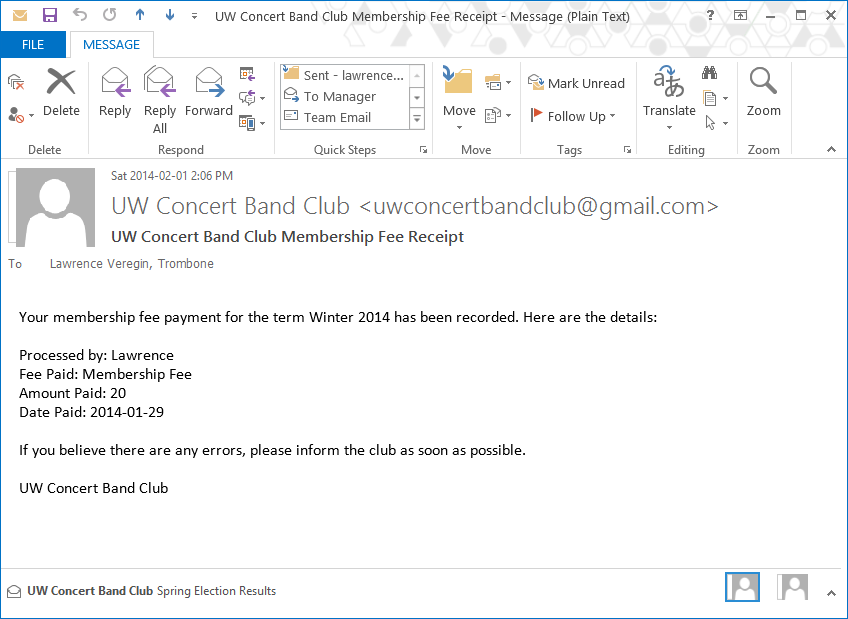 UW Concert Band Club Membership Fee Receipt - Message (Plain Text)
?
FILE
MESSAGE
Delete
Reply
Reply All
Forward
Sent - lawrence...
To Manager
Team Email
Move
Mark Unread
Follow Up
Translate
Zoom
Delete
Respond
Quick Steps
Move
Tags
Editing
Zoom
Sat 2014-02-01 2:06 PM
UW Concert Band Club <uwconcertbandclub@gmail.com>
UW Concert Band Club Membership Fee Receipt
To Lawrence Veregin, Trombone
Your membership fee payment for the term Winter 2014 has been recorded. Here are the details:
Processed by: Lawrence
Fee Paid: Membership Fee
Amount Paid: 20
Date Paid: 2014-01-29
If you believe there are any errors, please inform the club as soon as possible.
UW Concert Band Club
UW Concert Band Club Spring Election Results